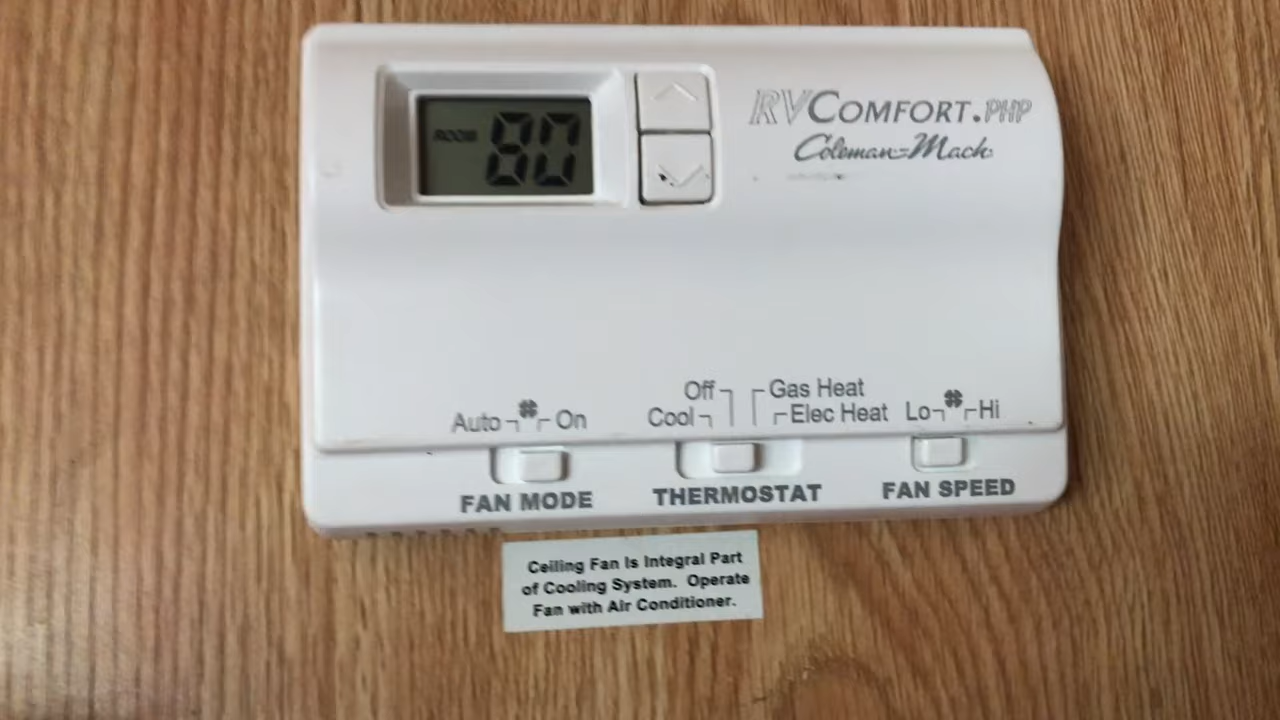 ROOM 80
RVCOMFORT.PHP
Coleman-Mach
Off Gas Heat
Auto On Cool Elec Heat Lo Hi
FAN MODE THERMOSTAT FAN SPEED
Ceiling Fan Is Integral Part
of Cooling System. Operate
Fan with Air Conditioner.